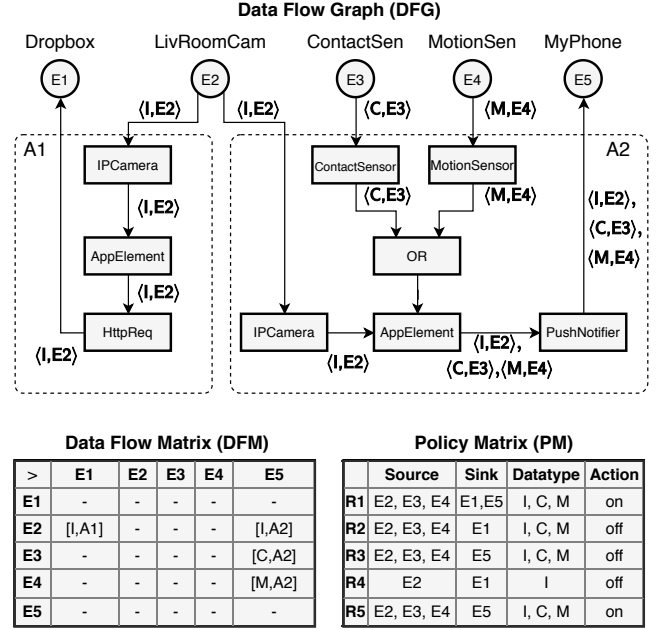 Data Flow Graph (DFG)
Dropbox LivRoomCam ContactSen MotionSen MyPhone
E1 E2 E3 E4 E5
⟨I,E2⟩ ⟨I,E2⟩ ⟨C,E3⟩ ⟨M,E4⟩
A1 A2
IPCamera ContactSensor MotionSensor
⟨I,E2⟩ ⟨C,E3⟩ ⟨M,E4⟩ ⟨I,E2⟩,
⟨C,E3⟩,
⟨M,E4⟩
AppElement OR
⟨I,E2⟩
HttpReq IPCamera AppElement PushNotifier
⟨I,E2⟩ ⟨I,E2⟩ ⟨I,E2⟩,
⟨C,E3⟩,⟨M,E4⟩
Data Flow Matrix (DFM)
> E1 E2 E3 E4 E5
E1 - - - - -
E2 [I,A1] - - - [I,A2]
E3 - - - - [C,A2]
E4 - - - - [M,A2]
E5 - - - - -
Policy Matrix (PM)
Source Sink Datatype Action
R1 E2, E3, E4 E1,E5 I, C, M on
R2 E2, E3, E4 E1 I, C, M off
R3 E2, E3, E4 E5 I, C, M off
R4 E2 E1 I off
R5 E2, E3, E4 E5 I, C, M on